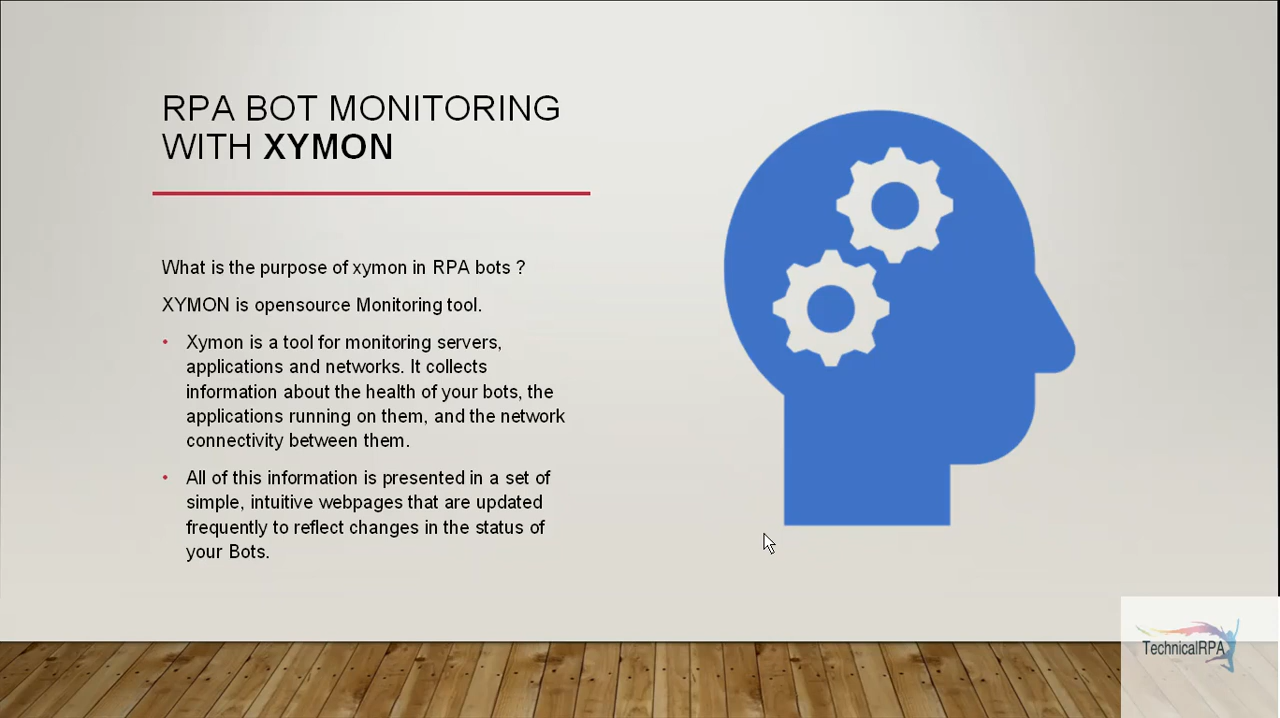 RPA BOT MONITORING
WITH XYMON
What is the purpose of xymon in RPA bots ?
XYMON is opensource Monitoring tool.
• Xymon is a tool for monitoring servers,
applications and networks. It collects
information about the health of your bots, the
applications running on them, and the network
connectivity between them.
• All of this information is presented in a set of
simple, intuitive webpages that are updated
frequently to reflect changes in the status of
your Bots.
TechnicalRPA